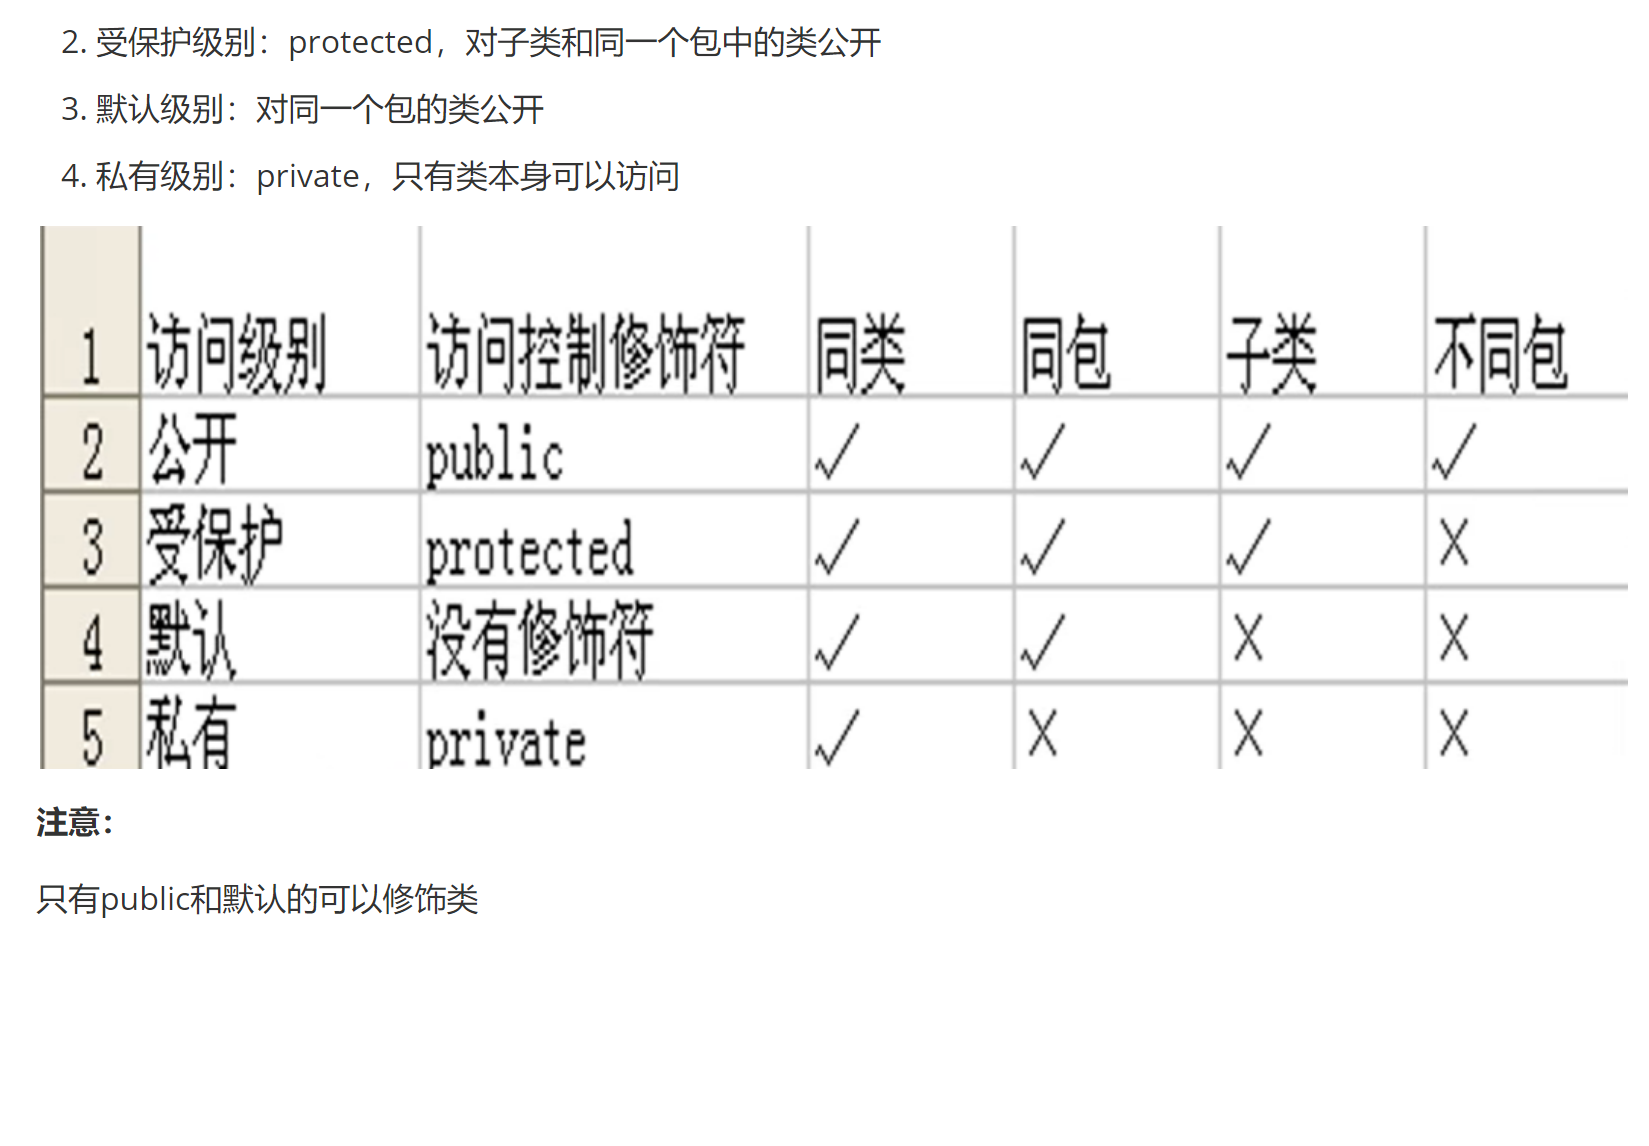 2. 受保护级别：protected，对子类和同一个包中的类公开
3. 默认级别：对同一个包的类公开
4. 私有级别：private，只有类本身可以访问
1 访问级别 访问控制修饰符 同类 同包 子类 不同包
2 公开 public √ √ √ √
3 受保护 protected √ √ √ X
4 默认 没有修饰符 √ √ X X
5 私有 private √ X X X
注意：
只有public和默认的可以修饰类